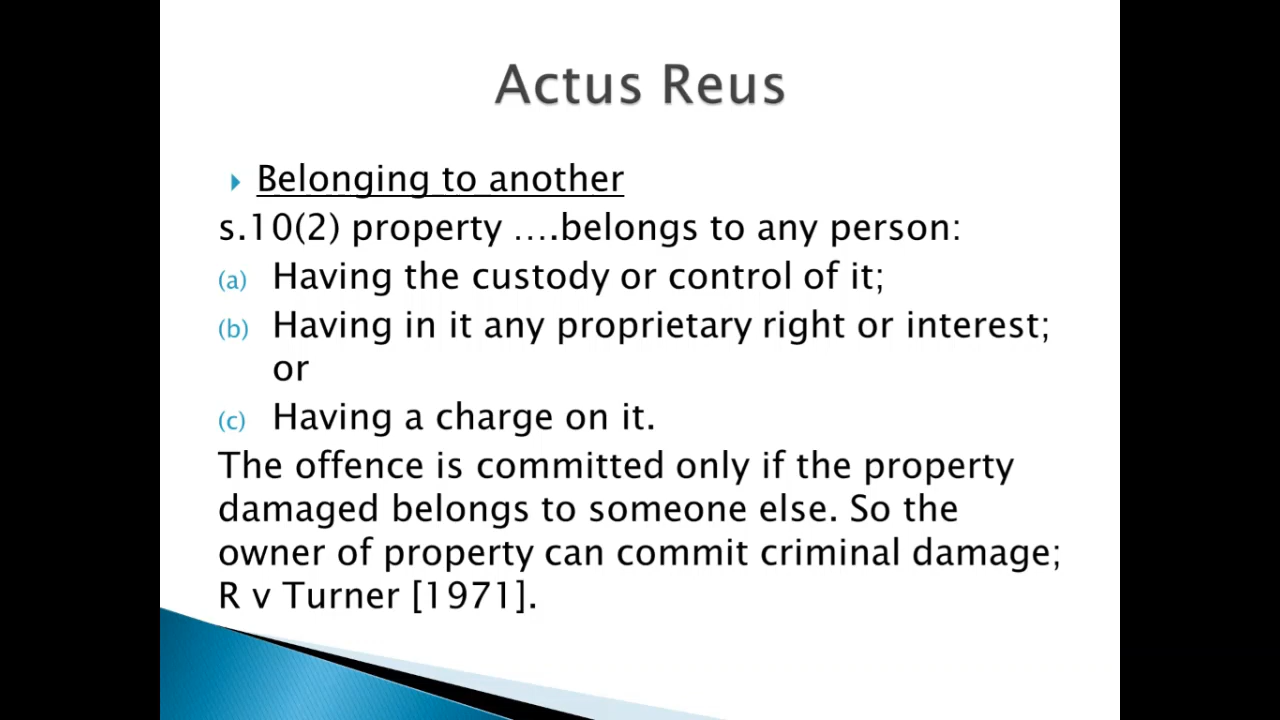 Actus Reus
Belonging to another
s.10(2) property ….belongs to any person:
(a) Having the custody or control of it;
(b) Having in it any proprietary right or interest;
or
(c) Having a charge on it.
The offence is committed only if the property
damaged belongs to someone else. So the
owner of property can commit criminal damage;
R v Turner [1971].